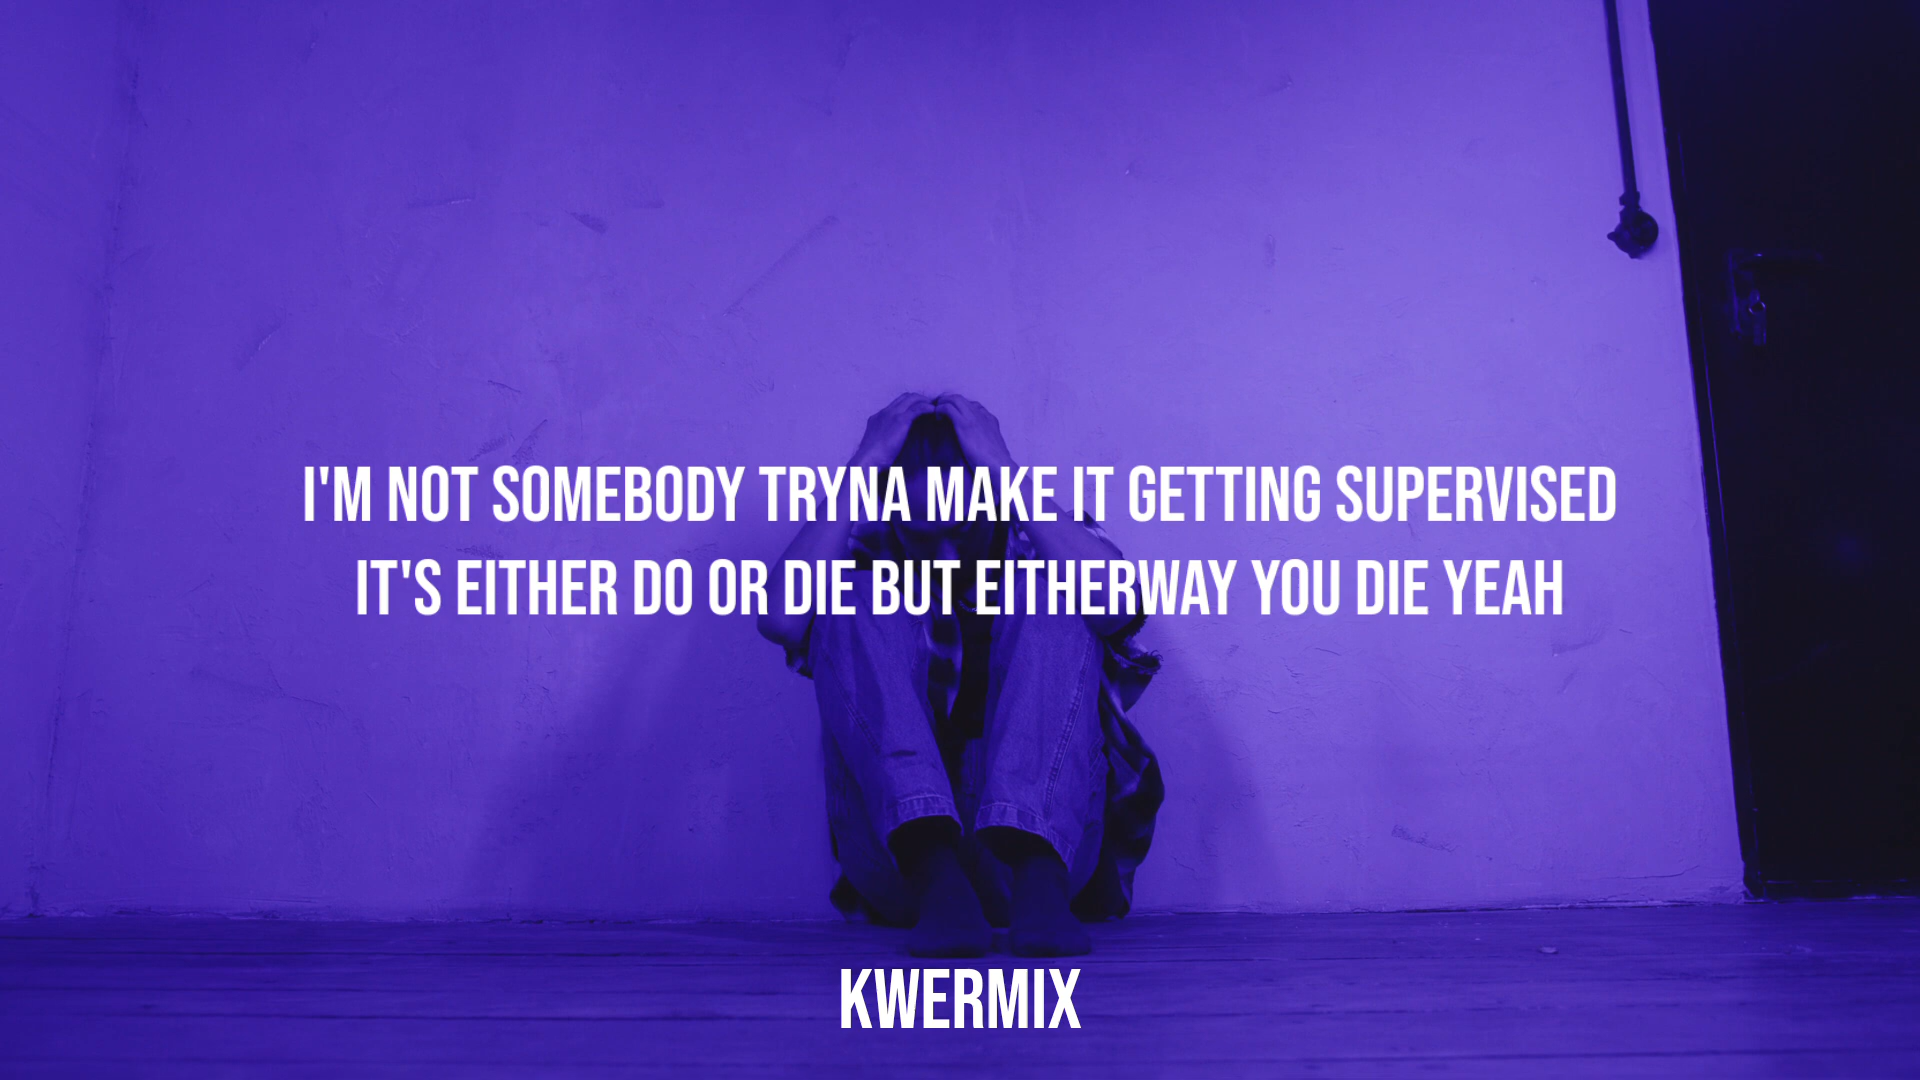 I'M NOT SOMEBODY TRYNA MAKE IT GETTING SUPERVISED
IT'S EITHER DO OR DIE BUT EITHERWAY YOU DIE YEAH
KWERMIX